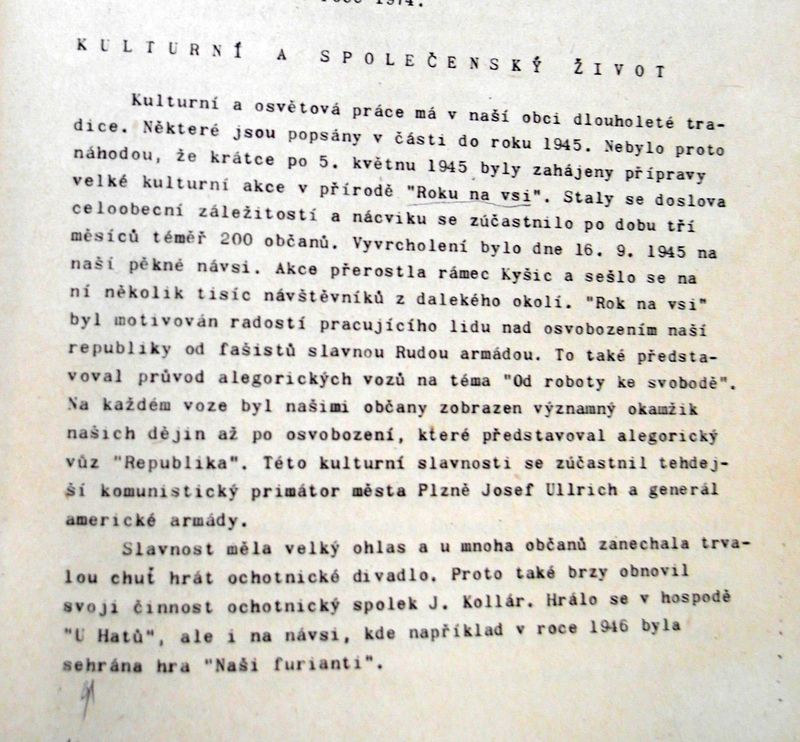 roce 1974.
KULTURNÍ A SPOLEČENSKÝ ŽIVOT
Kulturní a osvětová práce má v naší obci dlouholeté tra-
dice. Některé jsou popsány v části do roku 1945. Nebylo proto
náhodou, že krátce po 5. květnu 1945 byly zahájeny přípravy
velké kulturní akce v přírodě "Roku na vsi". Staly se doslova
celoobecní záležitostí a nácviku se zúčastnilo po dobu tří
měsíců téměř 200 občanů. Vyvrcholení bylo dne 16. 9. 1945 na
naší pěkné návsi. Akce přerostla rámec Kyšic a sešlo se na
ní několik tisíc návštěvníků z dalekého okolí. "Rok na vsi"
byl motivován radostí pracujícího lidu nad osvobozením naší
republiky od fašistů slavnou Rudou armádou. To také předsta-
voval průvod alegorických vozů na téma "Od roboty ke svobodě".
Na každém voze byl našimi občany zobrazen významný okamžik
našich dějin až po osvobození, které představoval alegorický
vůz "Republika". Této kulturní slavnosti se zúčastnil tehdej-
ší komunistický primátor města Plzně Josef Ullrich a generál
americké armády.
Slavnost měla velký ohlas a u mnoha občanů zanechala trva-
lou chuť hrát ochotnické divadlo. Proto také brzy obnovil
svoji činnost ochotnický spolek J. Kollár. Hrálo se v hospodě
"U Hatů", ale i na návsi, kde například v roce 1946 byla
sehrána hra "Naši furianti".